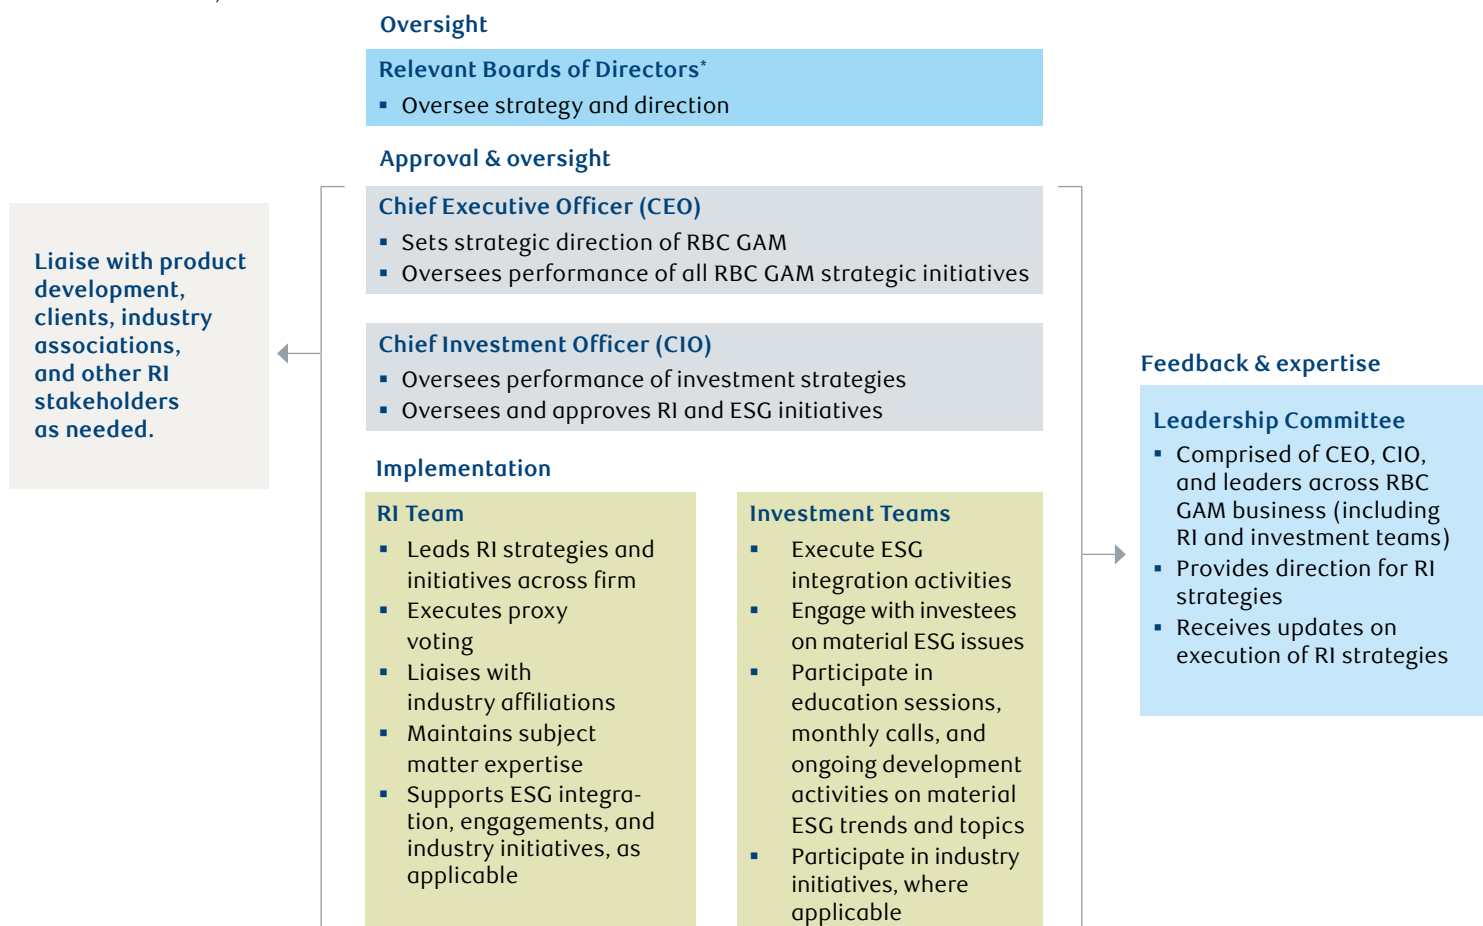 Oversight
Relevant Boards of Directors*
▪ Oversee strategy and direction
Approval & oversight
Chief Executive Officer (CEO)
▪ Sets strategic direction of RBC GAM
▪ Oversees performance of all RBC GAM strategic initiatives
Chief Investment Officer (CIO)
▪ Oversees performance of investment strategies
▪ Oversees and approves RI and ESG initiatives
Liaise with product
development,
clients, industry
associations,
and other RI
stakeholders
as needed.
Implementation
RI Team
▪ Leads RI strategies and
initiatives across firm
▪ Executes proxy
voting
▪ Liaises with
industry affiliations
▪ Maintains subject
matter expertise
▪ Supports ESG integra-
tion, engagements, and
industry initiatives, as
applicable
Investment Teams
▪ Execute ESG
integration activities
▪ Engage with investees
on material ESG issues
▪ Participate in
education sessions,
monthly calls, and
ongoing development
activities on material
ESG trends and topics
▪ Participate in industry
initiatives, where
applicable
Feedback & expertise
Leadership Committee
▪ Comprised of CEO, CIO,
and leaders across RBC
GAM business (including
RI and investment teams)
▪ Provides direction for RI
strategies
▪ Receives updates on
execution of RI strategies